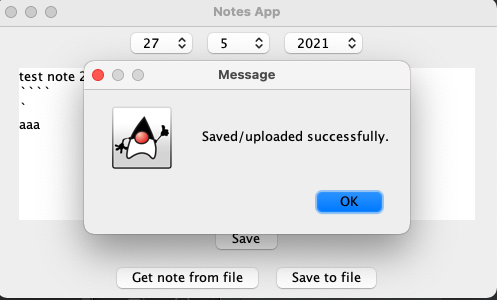 Notes App
27 5 2021
Message
test note 2
````
`
aaa
Saved/uploaded successfully.
OK
Save
Get note from file Save to file